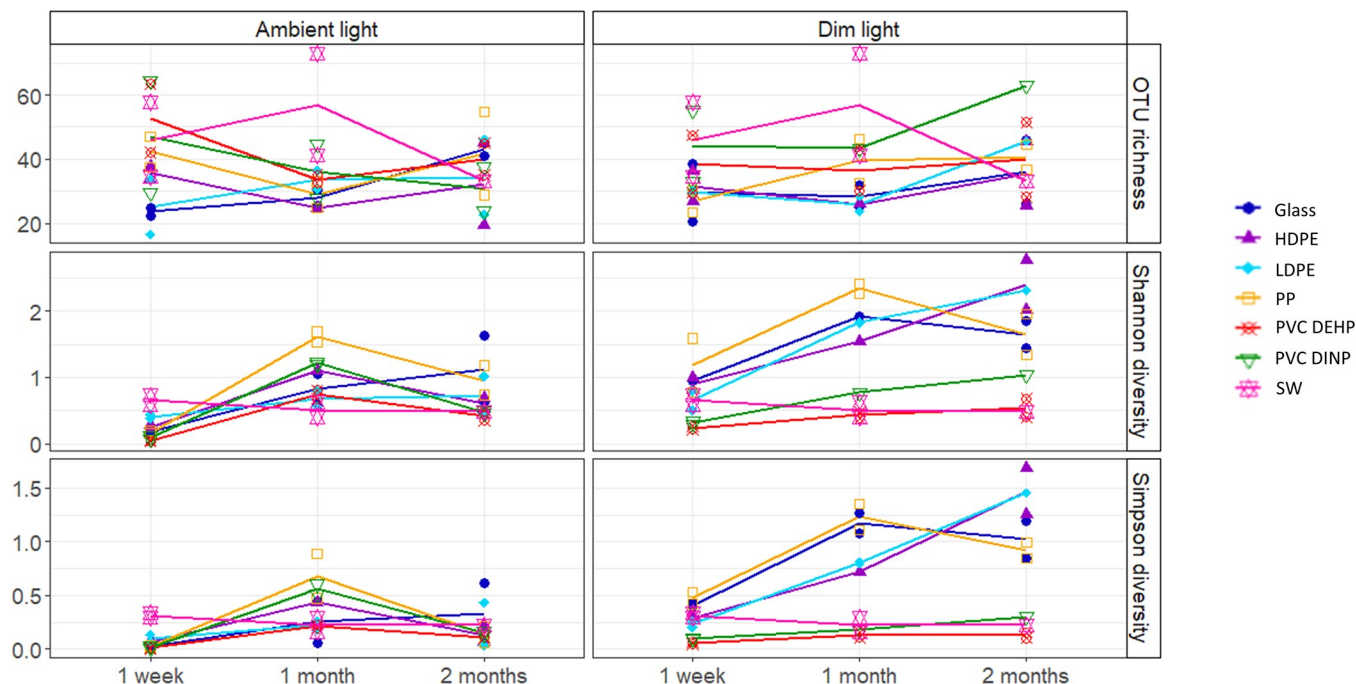 Ambient light
Dim light
60
40
20
OTU richness
2
1
0
Shannon diversity
1.5
1.0
0.5
0.0
Simpson diversity
1 week
1 month
2 months
1 week
1 month
2 months
Glass
HDPE
LDPE
PP
PVC DEHP
PVC DINP
SW